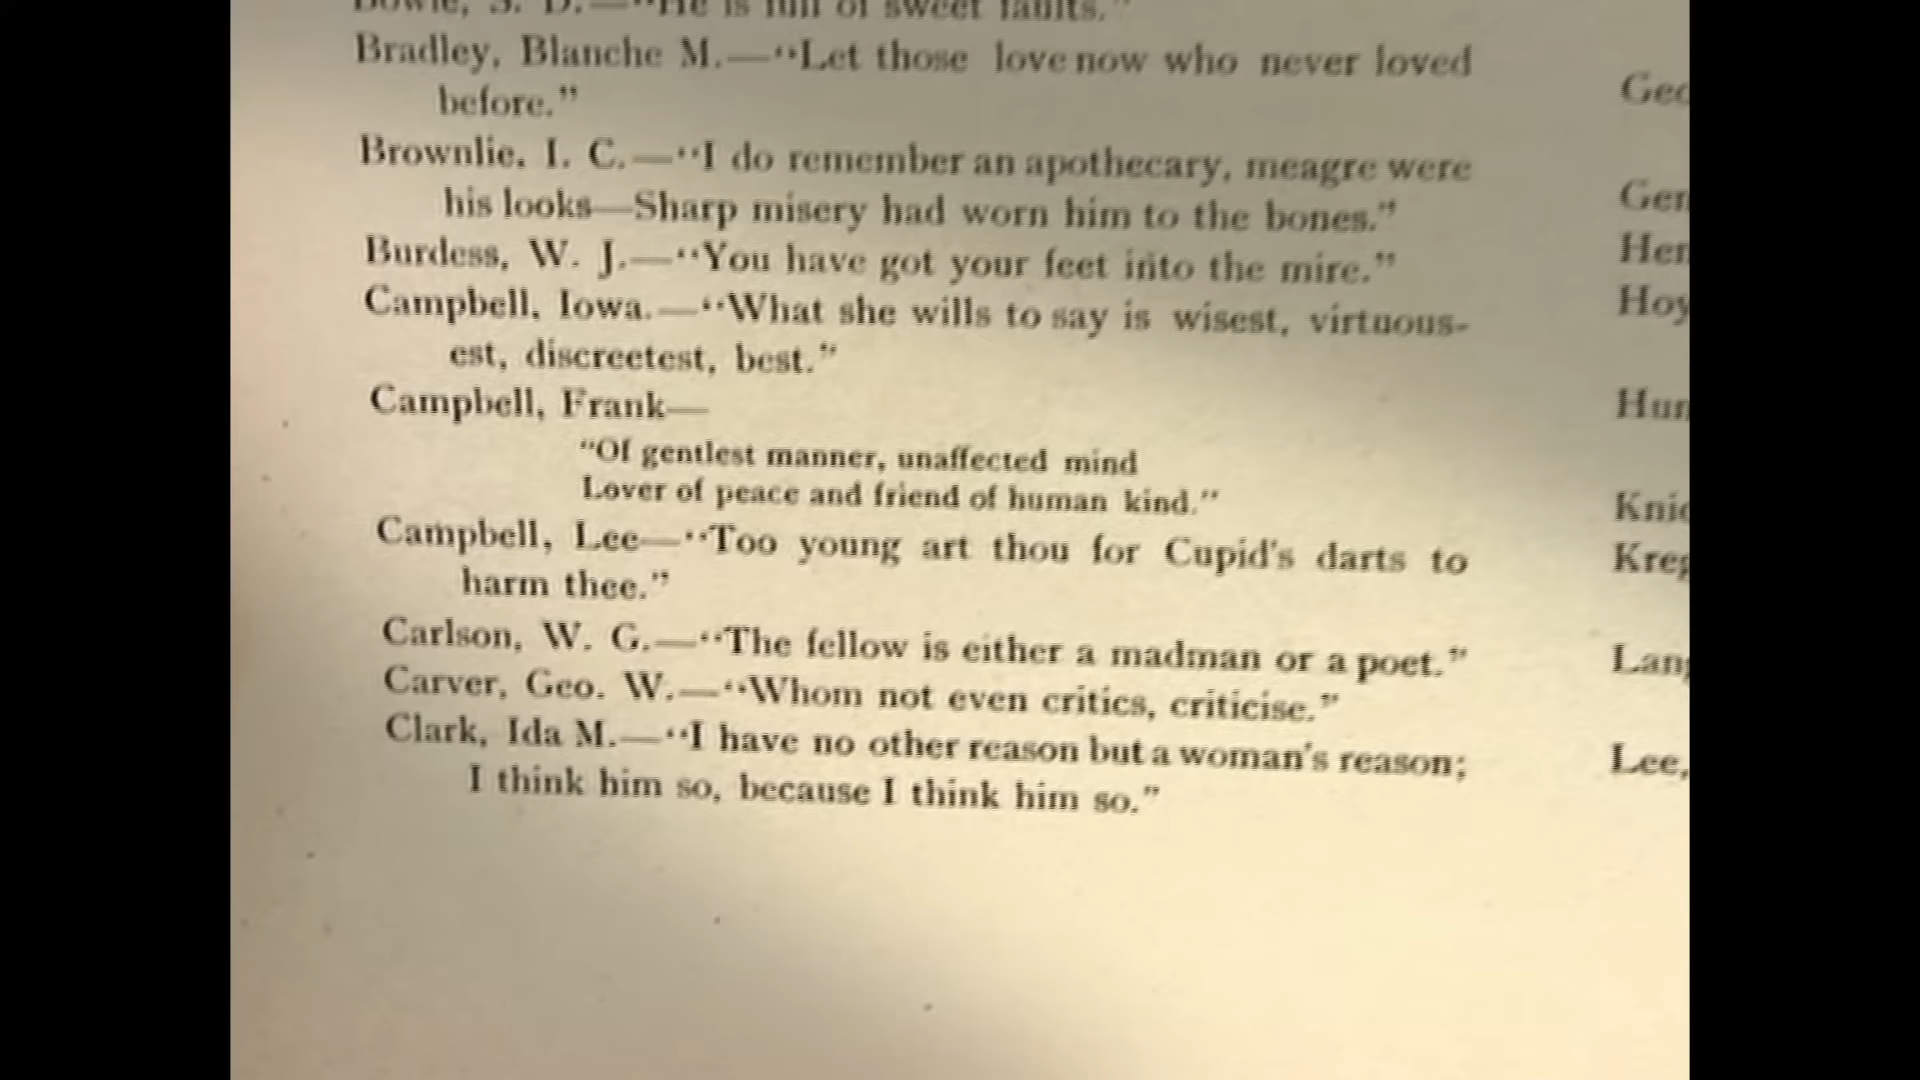 Bowie, S. D.—"He is full of sweet faults."
Bradley, Blanche M.—"Let those love now who never loved
before."
Brownlie, I. C.—"I do remember an apothecary, meagre were
his looks—Sharp misery had worn him to the bones."
Burdess, W. J.—"You have got your feet into the mire."
Campbell, Iowa.—"What she wills to say is wisest, virtuous-
est, discreetest, best."
Campbell, Frank—
"Of gentlest manner, unaffected mind
Lover of peace and friend of human kind."
Campbell, Lee—"Too young art thou for Cupid's darts to
harm thee."
Carlson, W. G.—"The fellow is either a madman or a poet."
Carver, Geo. W.—"Whom not even critics, criticise."
Clark, Ida M.—"I have no other reason but a woman's reason;
I think him so, because I think him so."
Geo
Gen
Hen
Hoy
Hun
Knic
Kreg
Lang
Lee,